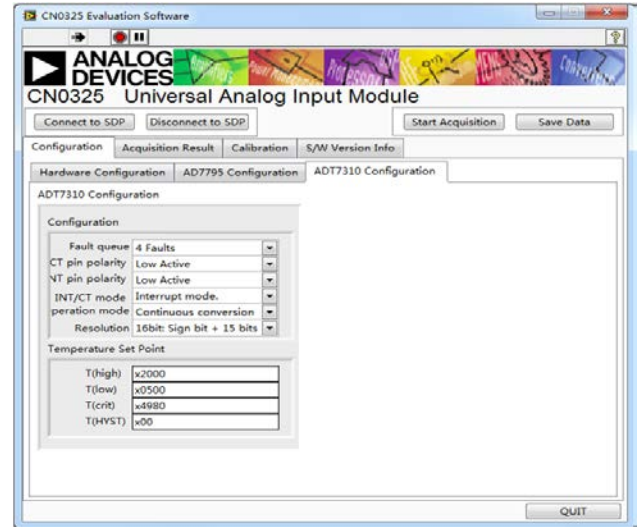 CN0325 Evaluation Software
ANALOG
DEVICES
CN0325 Universal Analog Input Module
Connect to SDP Disconnect to SDP Start Acquisition Save Data
Configuration Acquisition Result Calibration S/W Version Info
Hardware Configuration AD7795 Configuration ADT7310 Configuration
ADT7310 Configuration
Configuration
Fault queue 4 Faults
CT pin polarity Low Active
NT pin polarity Low Active
INT/CT mode Interrupt mode.
peration mode Continuous conversion
Resolution 16bit: Sign bit + 15 bits
Temperature Set Point
T(high) x2000
T(low) x0500
T(crit) x4980
T(HYST) x00
QUIT